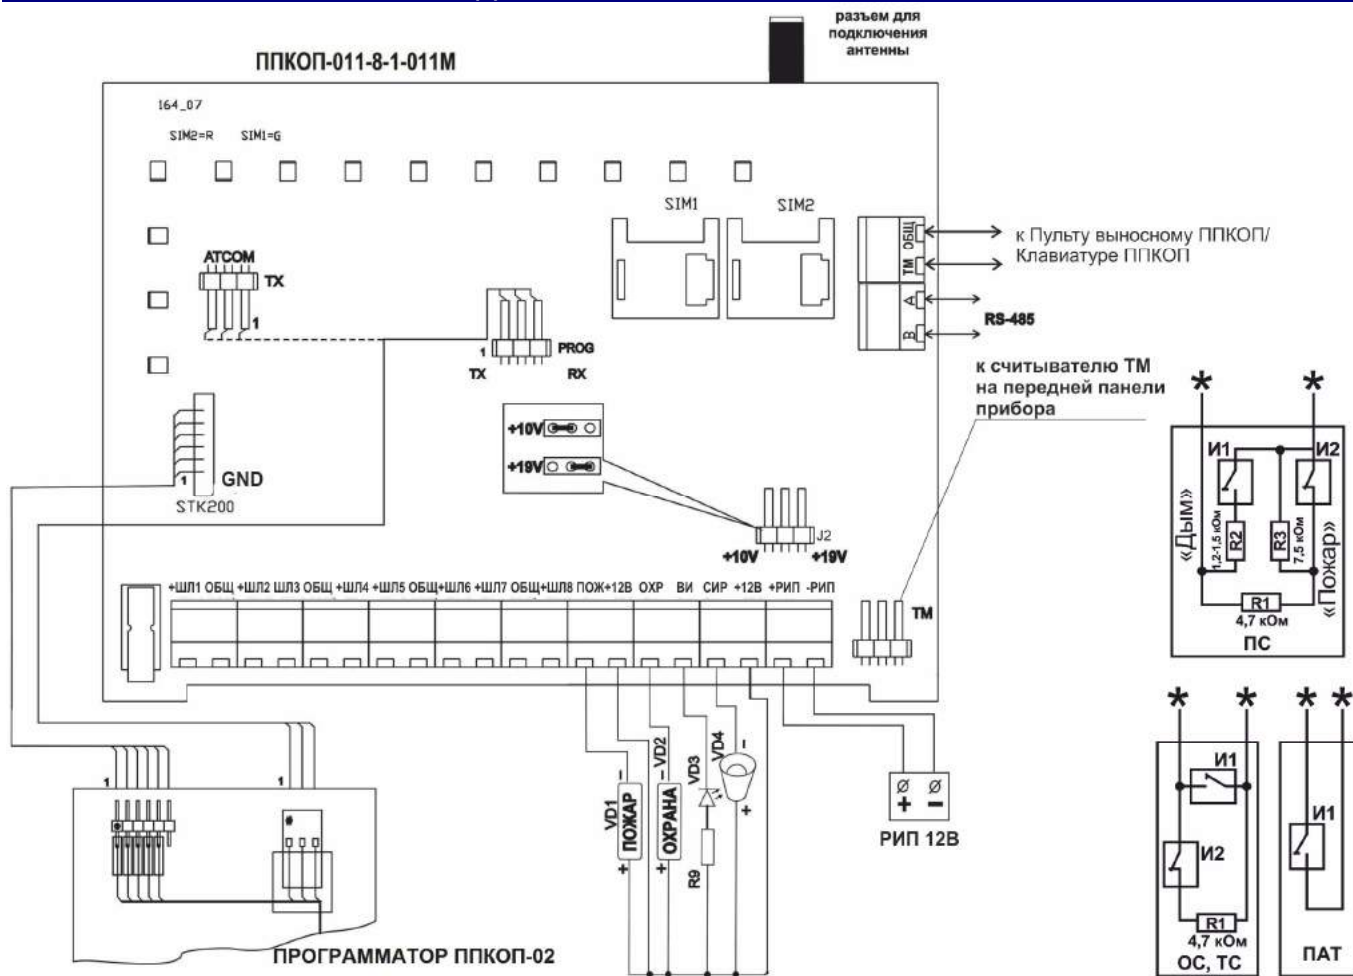 разъем для
подключения
антенны
ППКОП-011-8-1-011М
164_07
SIM2=R SIM1=G
SIM1 SIM2
ОБЩ
ТМ
А
В
к Пульту выносному ППКОП/
Клавиатуре ППКОП
RS-485
ATCOM
TX
1
1
PROG
TX RX
к считывателю ТМ
на передней панели
прибора
+10V
+19V
1
GND
STK200
J2
+10V +19V
+ШЛ1 ОБЩ +ШЛ2 ШЛ3 ОБЩ +ШЛ4 +ШЛ5 ОБЩ +ШЛ6 +ШЛ7 ОБЩ +ШЛ8 ПОЖ +12В ОХР ВИ СИР +12В +РИП -РИП
ТМ
* *
И1 И2
«Дым»
R2
1,2-1,5 кОм
R3
7,5 кОм
«Пожар»
R1
4,7 кОм
ПС
* *
И1
И2
R1
4,7 кОм
ОС, ТС
* *
И1
ПАТ
VD1
–
ПОЖАР
+
– VD2
ОХРАНА
+
VD3
R9
VD4
–
+
+ –
РИП 12В
1
1
ПРОГРАММАТОР ППКОП-02